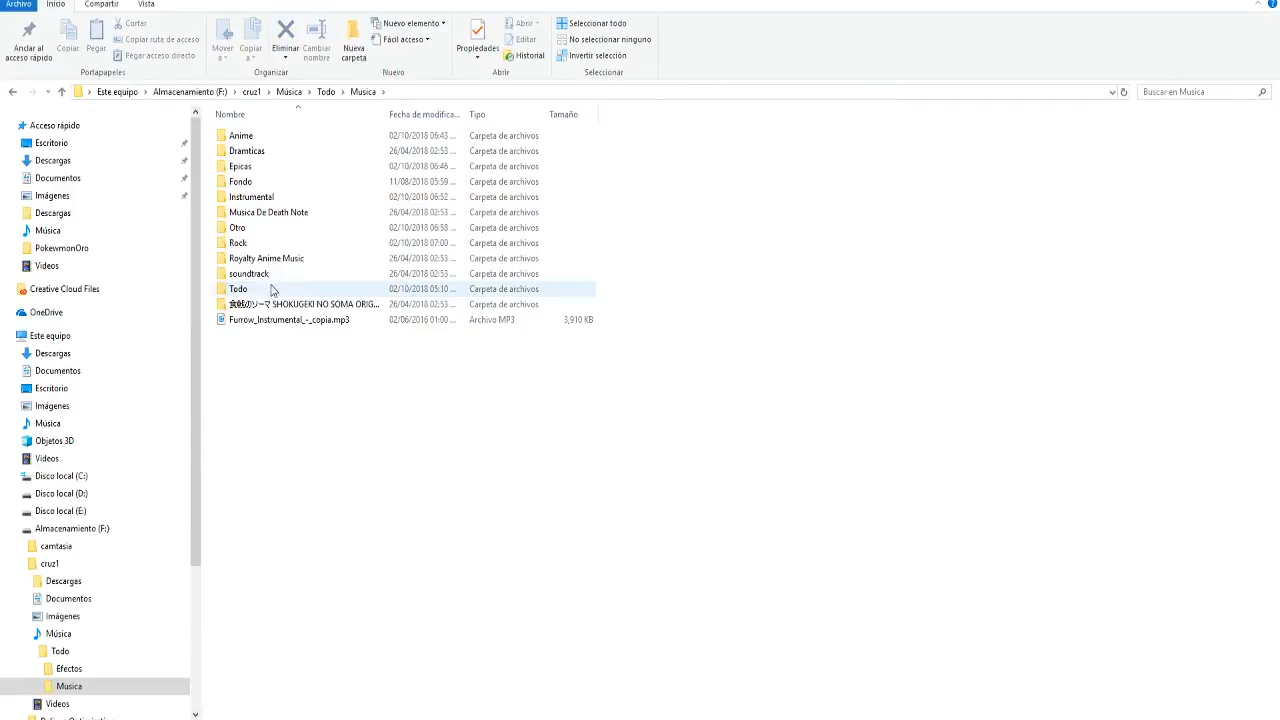 Archivo Inicio Compartir Vista
Anclar al acceso rápido
Copiar
Pegar
Cortar
Copiar ruta de acceso
Pegar acceso directo
Portapapeles
Mover a
Copiar a
Eliminar
Cambiar nombre
Organizar
Nueva carpeta
Nuevo elemento
Fácil acceso
Nuevo
Propiedades
Abrir
Editar
Historial
Abrir
Seleccionar todo
No seleccionar ninguno
Invertir selección
Seleccionar
Este equipo > Almacenamiento (F:) > cruz1 > Música > Todo > Musica >
Buscar en Musica
Acceso rápido
Escritorio
Descargas
Documentos
Imágenes
Descargas
Música
PokewmonOro
Videos
Creative Cloud Files
OneDrive
Este equipo
Descargas
Documentos
Escritorio
Imágenes
Música
Objetos 3D
Videos
Disco local (C:)
Disco local (D:)
Disco local (E:)
Almacenamiento (F:)
camtasia
cruz1
Descargas
Documentos
Imágenes
Música
Todo
Efectos
Musica
Videos
Nombre Fecha de modifica... Tipo Tamaño
Anime 02/10/2018 06:43 ... Carpeta de archivos
Dramticas 26/04/2018 02:53 ... Carpeta de archivos
Epicas 02/10/2018 06:46 ... Carpeta de archivos
Fondo 11/08/2018 05:59 ... Carpeta de archivos
Instrumental 02/10/2018 06:52 ... Carpeta de archivos
Musica De Death Note 26/04/2018 02:53 ... Carpeta de archivos
Otro 02/10/2018 06:58 ... Carpeta de archivos
Rock 02/10/2018 07:00 ... Carpeta de archivos
Royalty Anime Music 26/04/2018 02:53 ... Carpeta de archivos
soundtrack 26/04/2018 02:53 ... Carpeta de archivos
Todo 02/10/2018 05:10 ... Carpeta de archivos
SHOKUGEKI NO SOMA ORIG... 26/04/2018 02:53 ... Carpeta de archivos
Furrow_Instrumental_-_copia.mp3 02/06/2016 01:00 ... Archivo MP3 3,910 KB